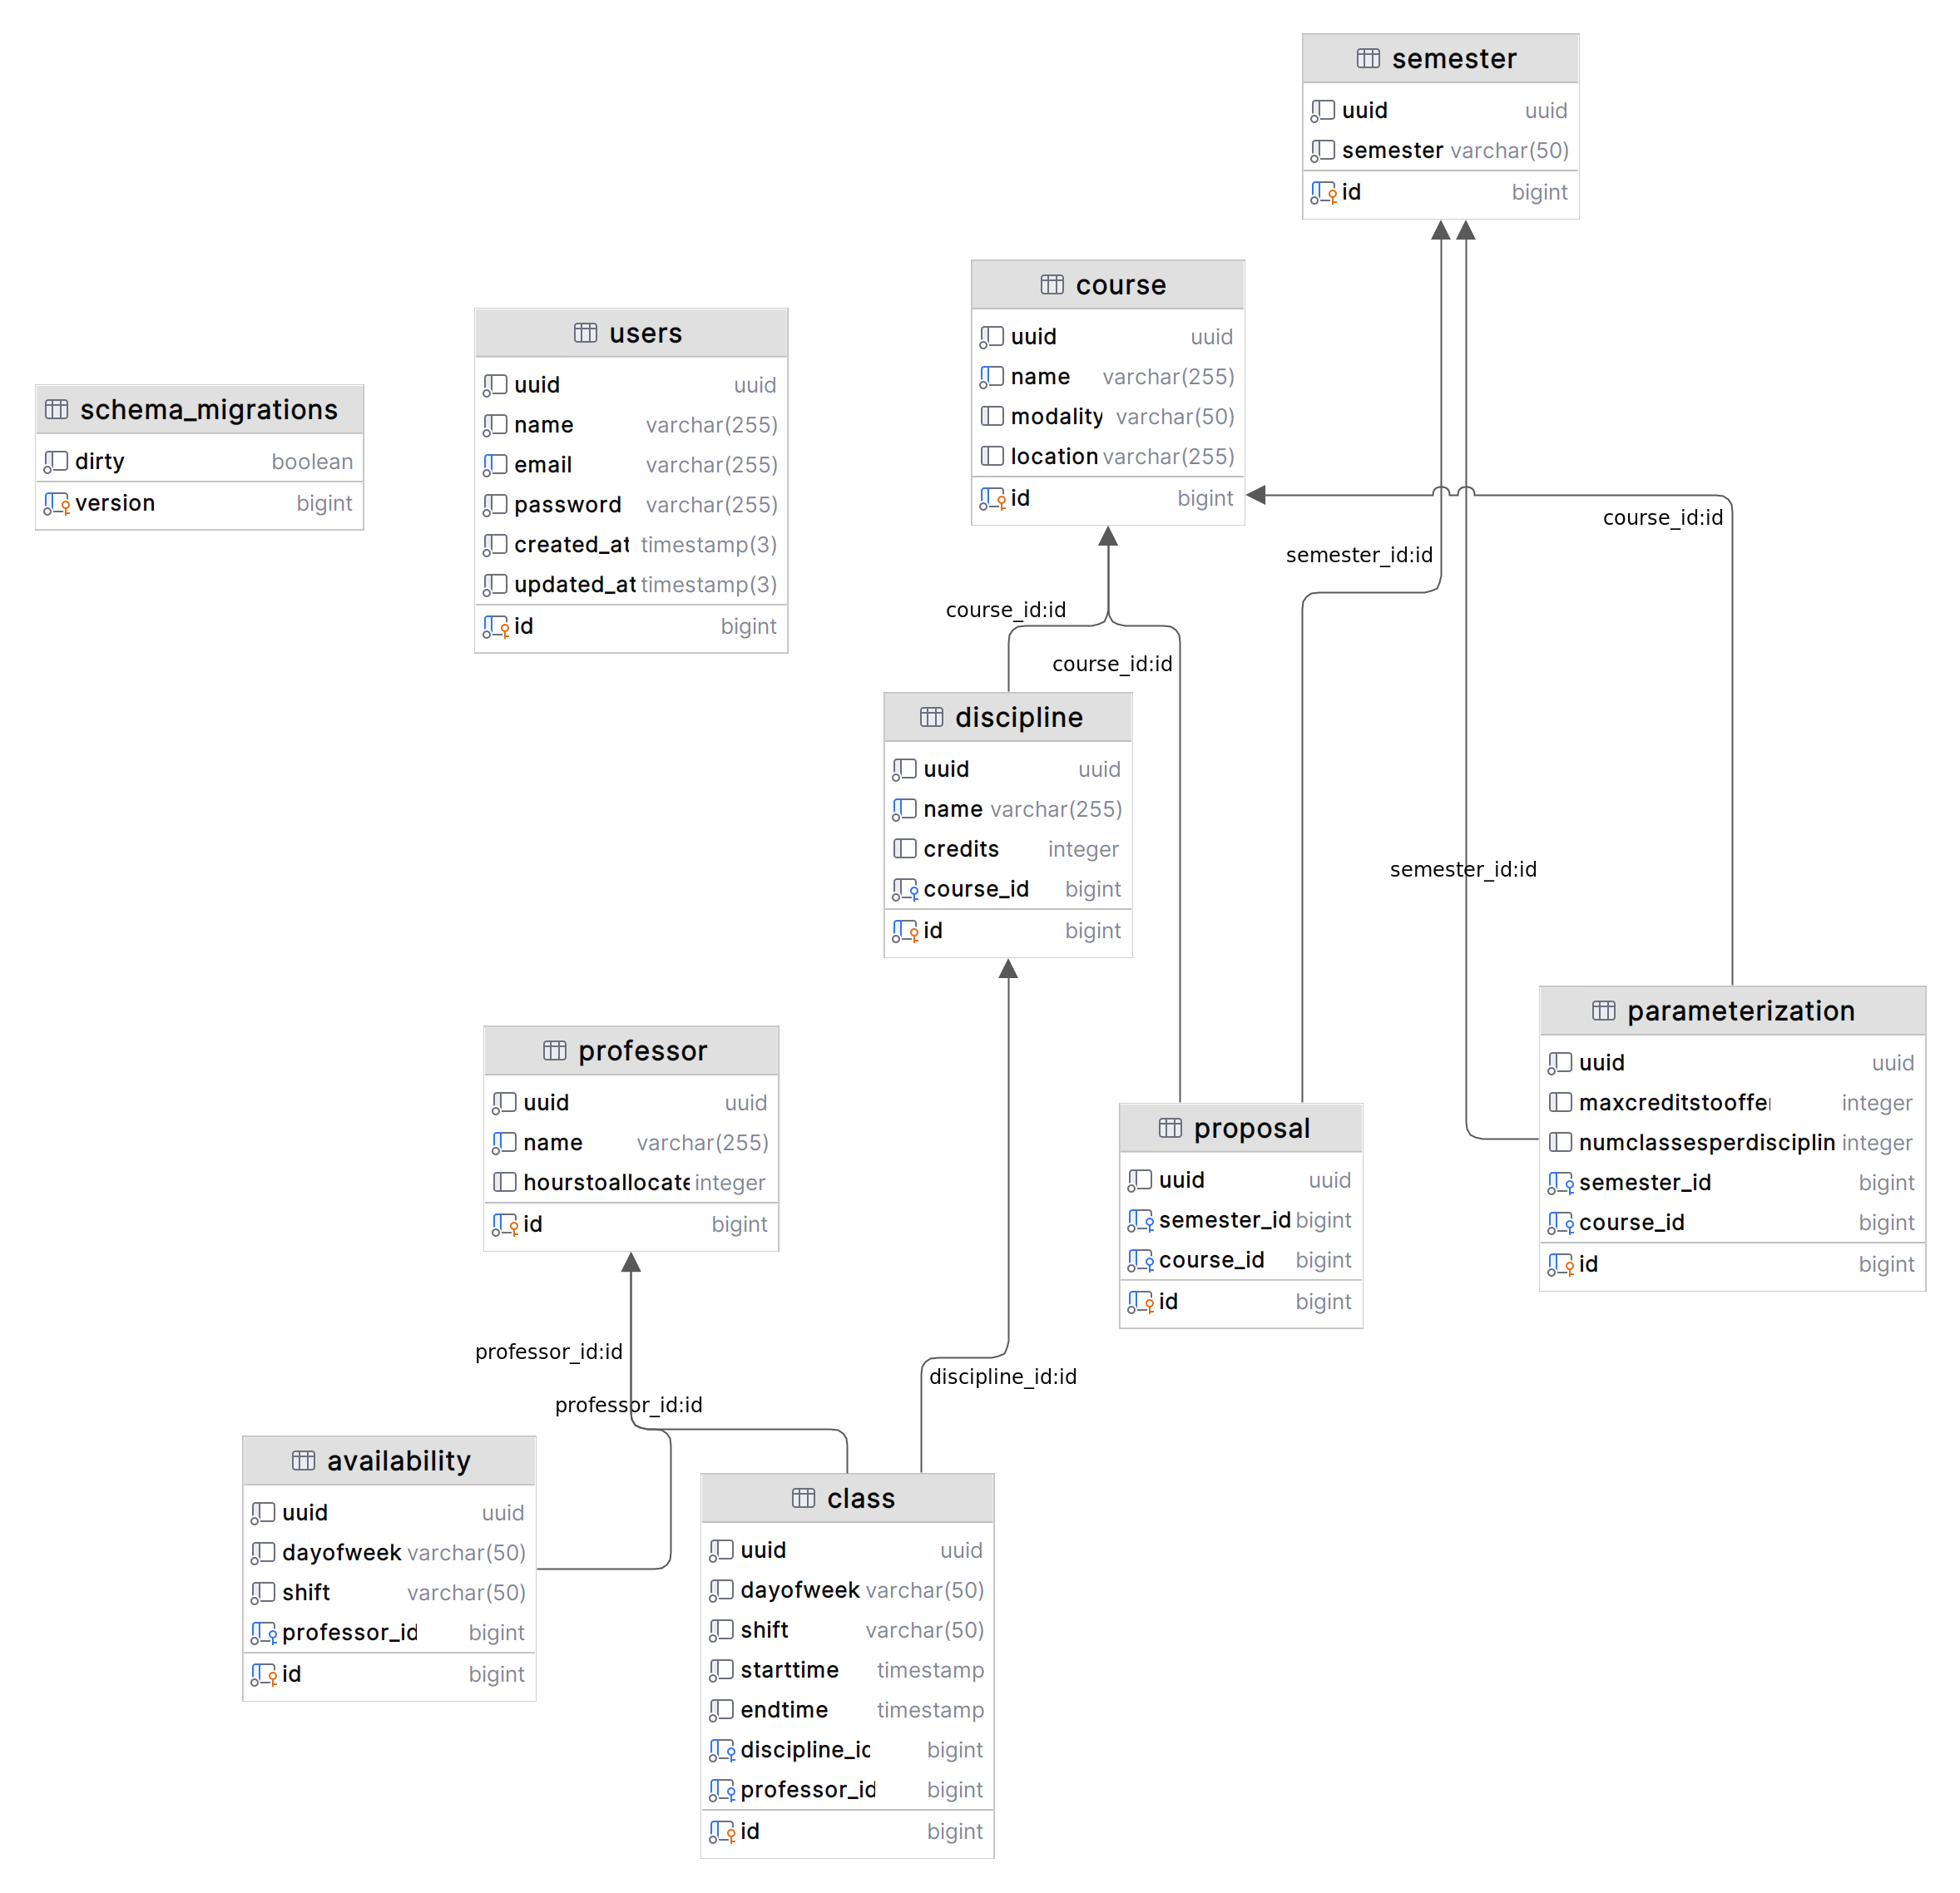 semester
uuid uuid
semester varchar(50)
id bigint
course
uuid uuid
name varchar(255)
modality varchar(50)
location varchar(255)
id bigint
users
uuid uuid
name varchar(255)
email varchar(255)
password varchar(255)
created_at timestamp(3)
updated_at timestamp(3)
id bigint
schema_migrations
dirty boolean
version bigint
course_id:id
semester_id:id
course_id:id
course_id:id
discipline
uuid uuid
name varchar(255)
credits integer
course_id bigint
id bigint
semester_id:id
parameterization
uuid uuid
maxcreditstooffer integer
numclassesperdisciplin integer
semester_id bigint
course_id bigint
id bigint
professor
uuid uuid
name varchar(255)
hourstoallocate integer
id bigint
proposal
uuid uuid
semester_id bigint
course_id bigint
id bigint
professor_id:id
discipline_id:id
professor_id:id
availability
uuid uuid
dayofweek varchar(50)
shift varchar(50)
professor_id bigint
id bigint
class
uuid uuid
dayofweek varchar(50)
shift varchar(50)
starttime timestamp
endtime timestamp
discipline_id bigint
professor_id bigint
id bigint